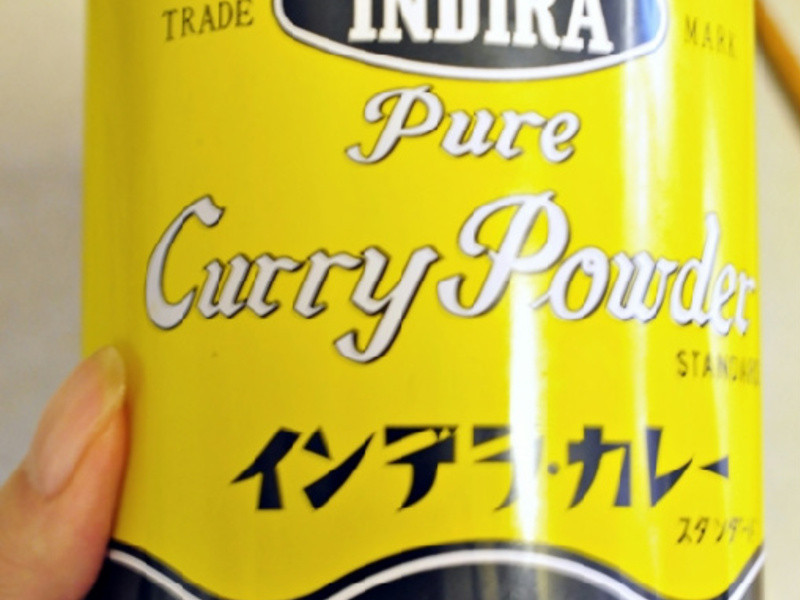 TRADE INDIRA MARK
Pure
Curry Powder
STANDARD
インデラ・カレー
スタンダード